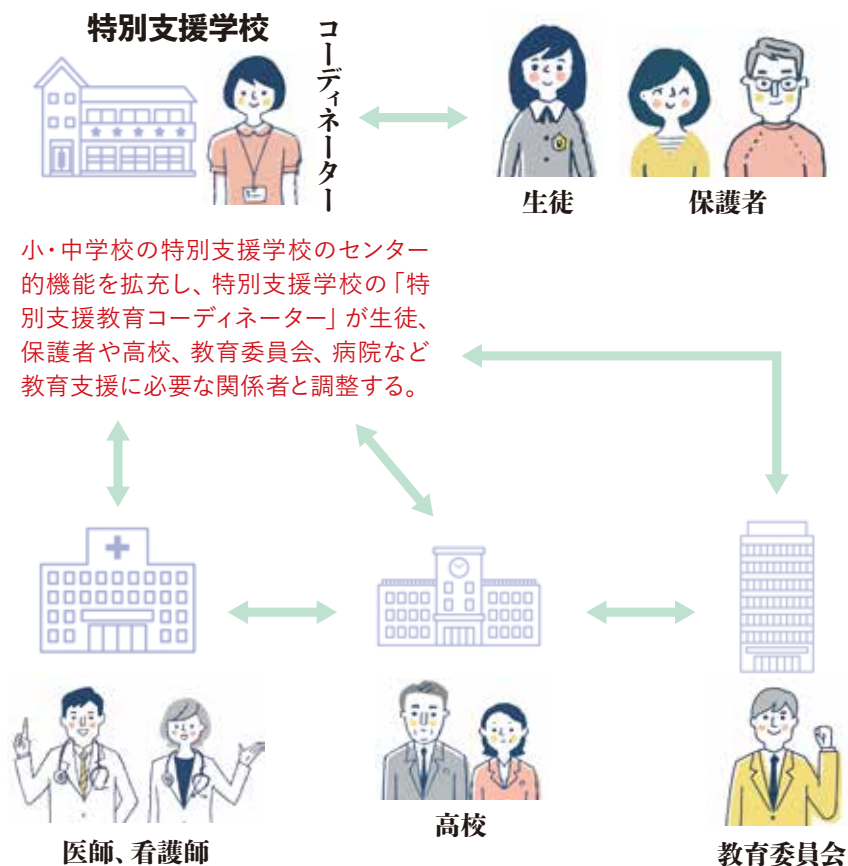 特別支援学校
コーディネーター
生徒
保護者
小・中学校の特別支援学校のセンター
的機能を拡充し、特別支援学校の「特
別支援教育コーディネーター」が生徒、
保護者や高校、教育委員会、病院など
教育支援に必要な関係者と調整する。
医師、看護師
高校
教育委員会